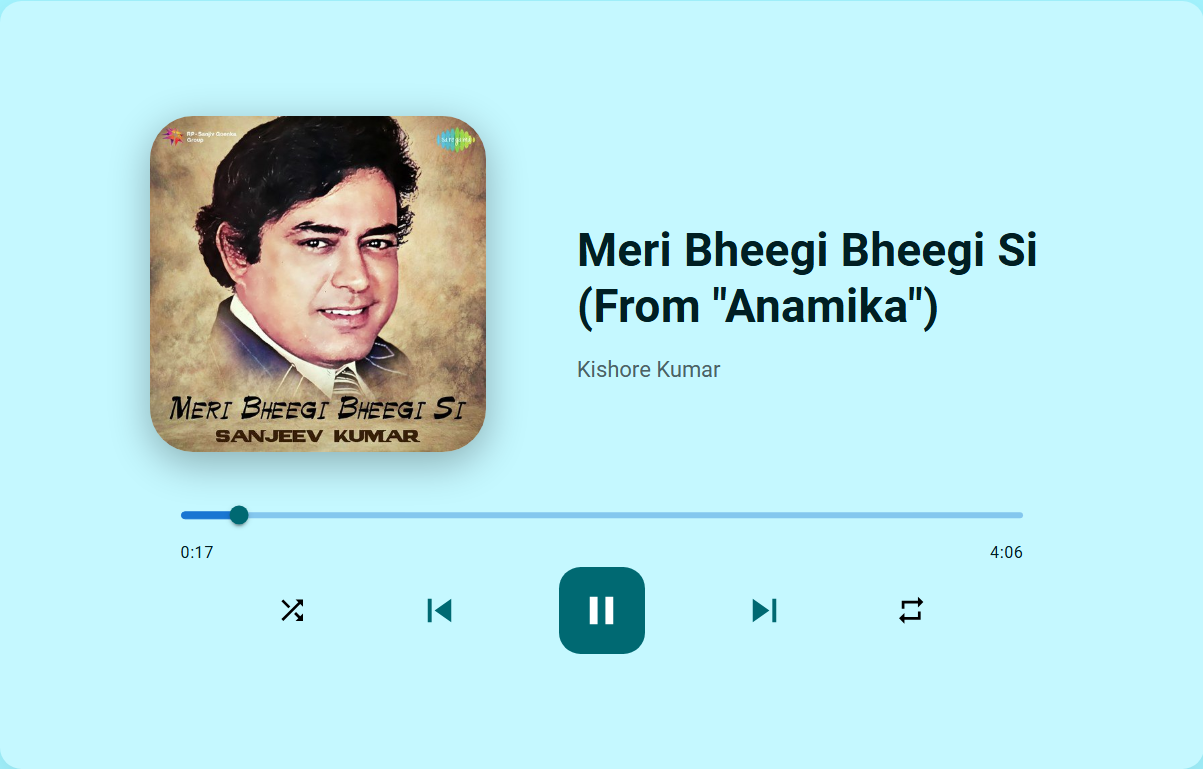 RP-Sanjiv Goenka
Group
SAREGAMA
MERI BHEEGI BHEEGI SI
SANJEEV KUMAR
Meri Bheegi Bheegi Si
(From "Anamika")
Kishore Kumar
0:17
4:06